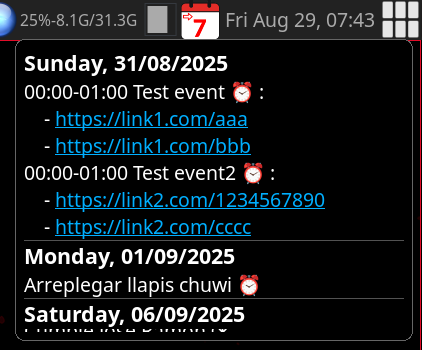 25%-8.1G/31.3G
7
Fri Aug 29, 07:43
Sunday, 31/08/2025
00:00-01:00 Test event ⏰ :
- https://link1.com/aaa
- https://link1.com/bbb
00:00-01:00 Test event2 ⏰ :
- https://link2.com/1234567890
- https://link2.com/cccc
Monday, 01/09/2025
Arreplegar llapis chuwi ⏰
Saturday, 06/09/2025